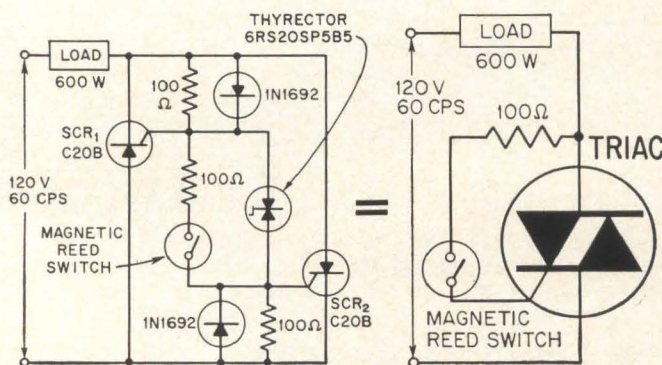 THYRECTOR
6RS20SP5B5
LOAD
600 W
100
Ω
1N1692
SCR1
C20B
120 V
60 CPS
100Ω
MAGNETIC
REED
SWITCH
1N1692
100Ω
SCR2
C20B
=
LOAD
600 W
120 V
60 CPS
100Ω
TRIAC
MAGNETIC
REED SWITCH